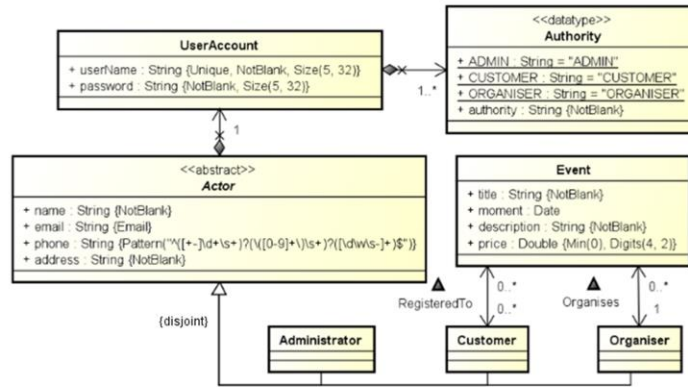 UserAccount
+ userName : String {Unique, NotBlank, Size(5, 32)}
+ password : String {NotBlank, Size(5, 32)}
<<datatype>>
Authority
+ ADMIN : String = "ADMIN"
+ CUSTOMER : String = "CUSTOMER"
+ ORGANISER : String = "ORGANISER"
+ authority : String {NotBlank}
1..*
1
<<abstract>>
Actor
+ name : String {NotBlank}
+ email : String {Email}
+ phone : String {Pattern("^([+-]\d+\s+)?(\([0-9]+\)\s+)?([\d\w\s-]+)$")}
+ address : String {NotBlank}
Event
+ title : String {NotBlank}
+ moment : Date
+ description : String {NotBlank}
+ price : Double {Min(0), Digits(4, 2)}
0..*
0..*
RegisteredTo
Organises
0..*
1
{disjoint}
Administrator
Customer
Organiser